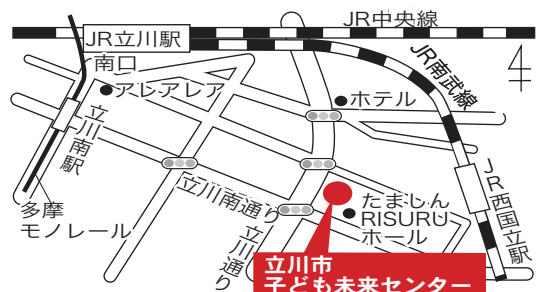 JR中央線
JR立川駅
南口
JR南武線
アレアレア
ホテル
立川南駅
多摩
モノレール
立川南通り
立川通り
たましん
RISURU
ホール
JR西国立駅
立川市
子ども未来センター